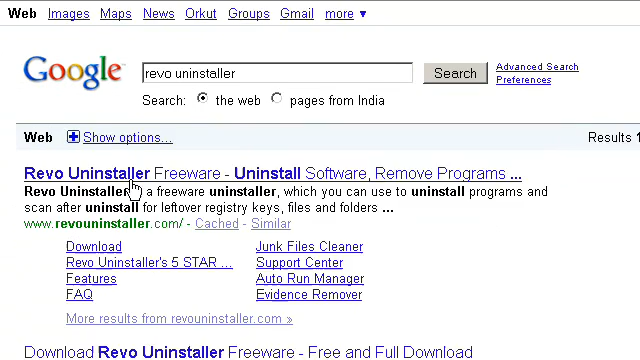 Web Images Maps News Orkut Groups Gmail more ▼
Google revo uninstaller Search Advanced Search
Preferences
Search: the web pages from India
Web Show options... Results 1
Revo Uninstaller Freeware - Uninstall Software, Remove Programs ...
Revo Uninstaller a freeware uninstaller, which you can use to uninstall programs and
scan after uninstall for leftover registry keys, files and folders ...
www.revouninstaller.com/ - Cached - Similar
Download Junk Files Cleaner
Revo Uninstaller's 5 STAR ... Support Center
Features Auto Run Manager
FAQ Evidence Remover
More results from revouninstaller.com »
Download Revo Uninstaller Freeware - Free and Full Download